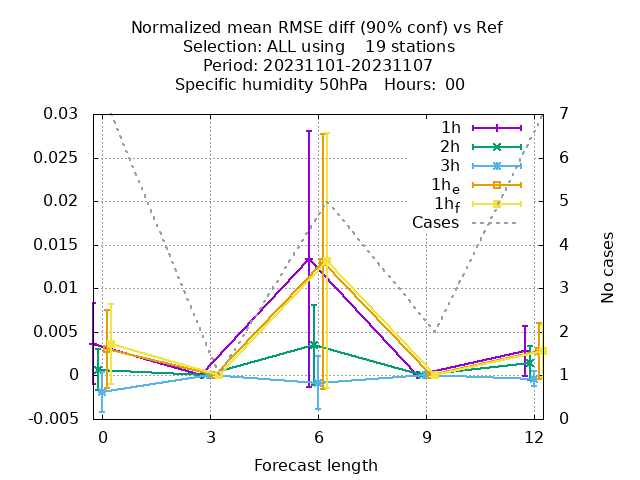 Normalized mean RMSE diff (90% conf) vs Ref
Selection: ALL using 19 stations
Period: 20231101-20231107
Specific humidity 50hPa Hours: 00
0.03
0.025
0.02
0.015
0.01
0.005
0
-0.005
7
6
5
4
3
2
1
0
1h
2h
3h
1h_e
1h_f
Cases
No cases
0 3 6 9 12
Forecast length